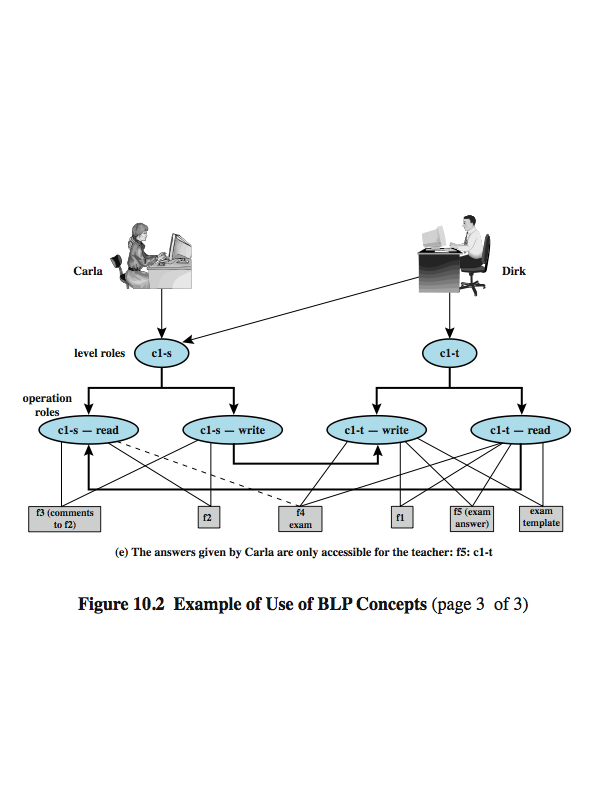 Carla
Dirk
level roles
c1-s
c1-t
operation
roles
c1-s — read
c1-s — write
c1-t — write
c1-t — read
f3 (comments
to f2)
f2
f4
exam
f1
f5 (exam
answer)
exam
template
(e) The answers given by Carla are only accessible for the teacher: f5: c1-t
Figure 10.2 Example of Use of BLP Concepts (page 3 of 3)